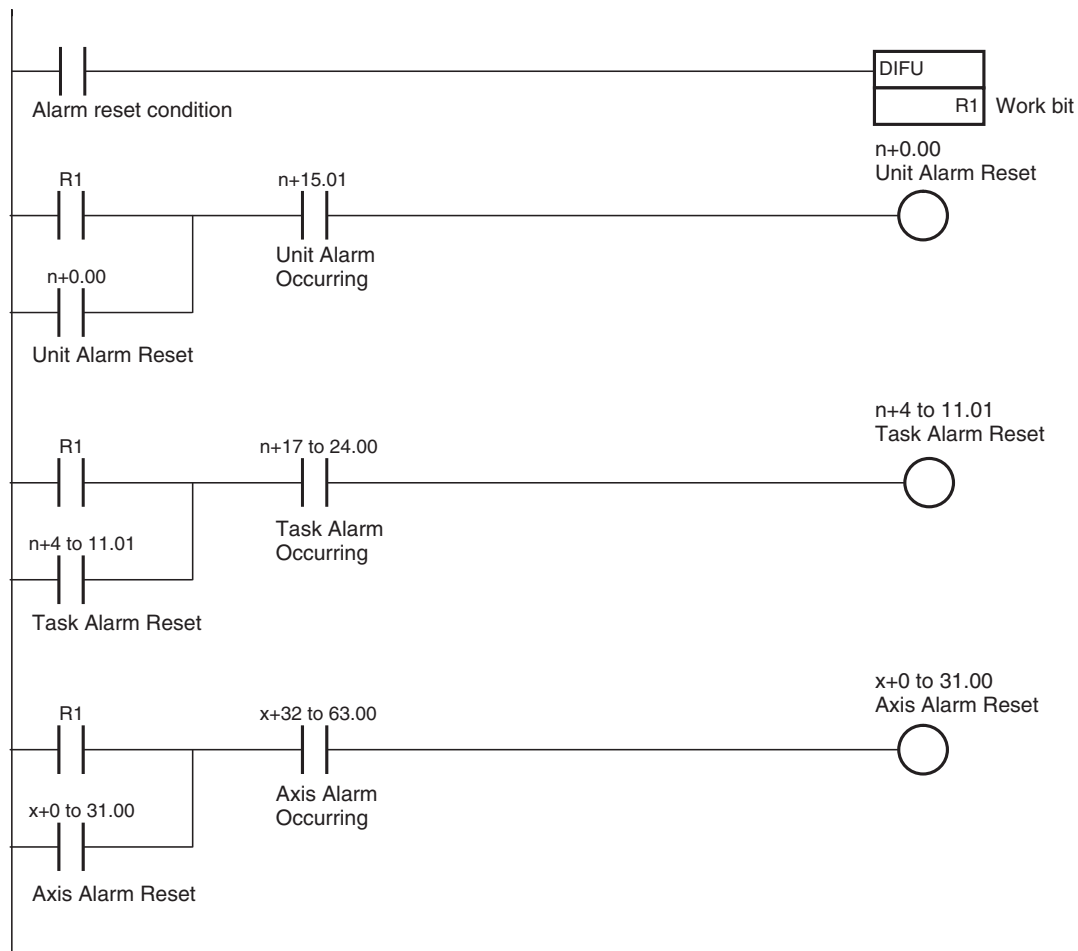 DIFU
Alarm reset condition
R1 Work bit
n+0.00
Unit Alarm Reset
R1
n+15.01
Unit Alarm
Occurring
n+0.00
Unit Alarm Reset
n+4 to 11.01
Task Alarm Reset
R1
n+17 to 24.00
Task Alarm
Occurring
n+4 to 11.01
Task Alarm Reset
x+0 to 31.00
Axis Alarm Reset
R1
x+32 to 63.00
Axis Alarm
Occurring
x+0 to 31.00
Axis Alarm Reset